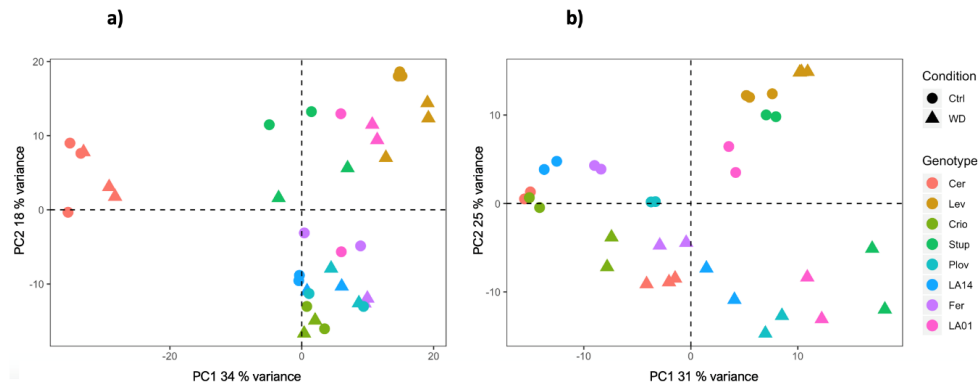 a)
b)
PC2 18 % variance
20
10
0
-10
-20
0
20
PC1 34 % variance
PC2 25 % variance
10
0
-10
-10
0
10
PC1 31 % variance
Condition
Ctrl
WD
Genotype
Cer
Lev
Crio
Stup
Plov
LA14
Fer
LA01